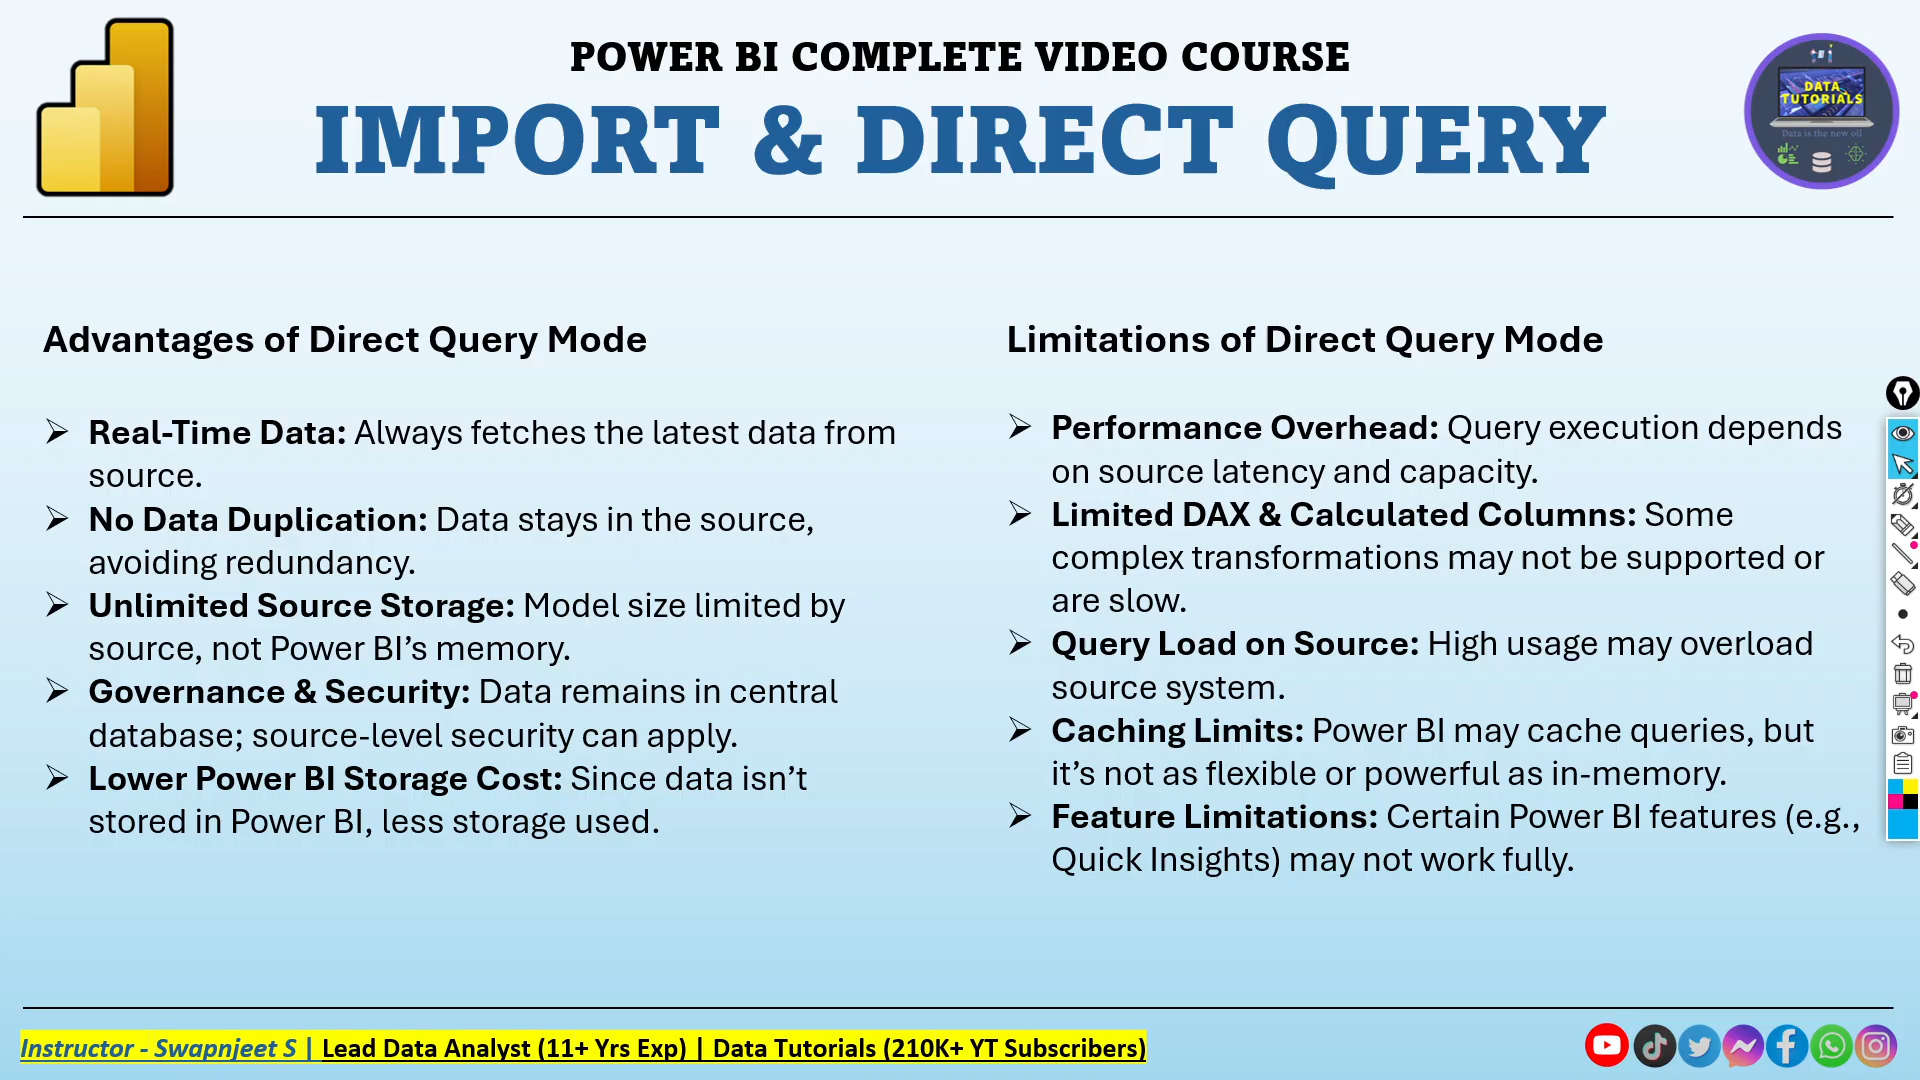 POWER BI COMPLETE VIDEO COURSE
IMPORT & DIRECT QUERY
DATA
TUTORIALS
Data is the new oil
Advantages of Direct Query Mode
➢ Real-Time Data: Always fetches the latest data from
source.
➢ No Data Duplication: Data stays in the source,
avoiding redundancy.
➢ Unlimited Source Storage: Model size limited by
source, not Power BI’s memory.
➢ Governance & Security: Data remains in central
database; source-level security can apply.
➢ Lower Power BI Storage Cost: Since data isn’t
stored in Power BI, less storage used.
Limitations of Direct Query Mode
➢ Performance Overhead: Query execution depends
on source latency and capacity.
➢ Limited DAX & Calculated Columns: Some
complex transformations may not be supported or
are slow.
➢ Query Load on Source: High usage may overload
source system.
➢ Caching Limits: Power BI may cache queries, but
it’s not as flexible or powerful as in-memory.
➢ Feature Limitations: Certain Power BI features (e.g.,
Quick Insights) may not work fully.
Instructor - Swapnjeet S | Lead Data Analyst (11+ Yrs Exp) | Data Tutorials (210K+ YT Subscribers)